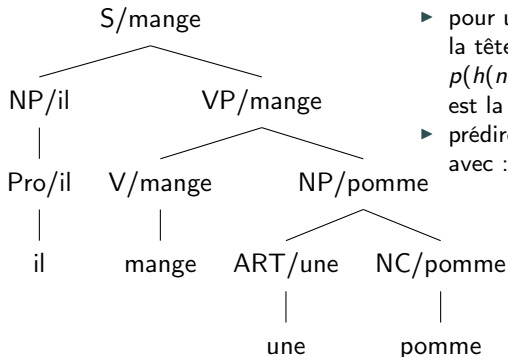 S/mange
NP/il VP/mange
Pro/il V/mange NP/pomme
il mange ART/une NC/pomme
une pomme
pour u
la tête
p(h(n
est la
prédire
avec :